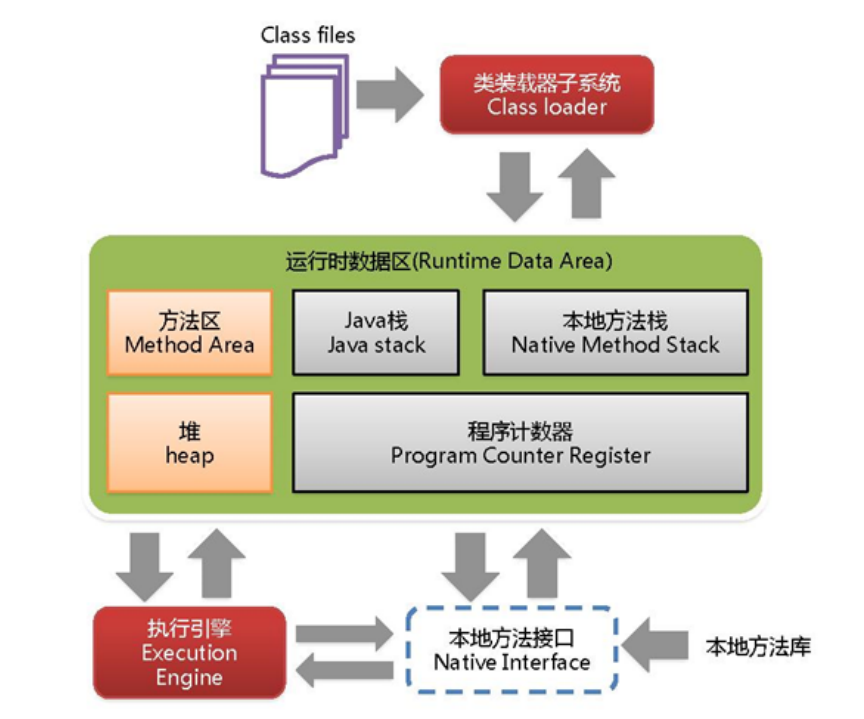 Class files
类装载器子系统
Class loader
运行时数据区(Runtime Data Area)
方法区
Method Area
Java栈
Java stack
本地方法栈
Native Method Stack
堆
heap
程序计数器
Program Counter Register
执行引擎
Execution
Engine
本地方法接口
Native Interface
本地方法库